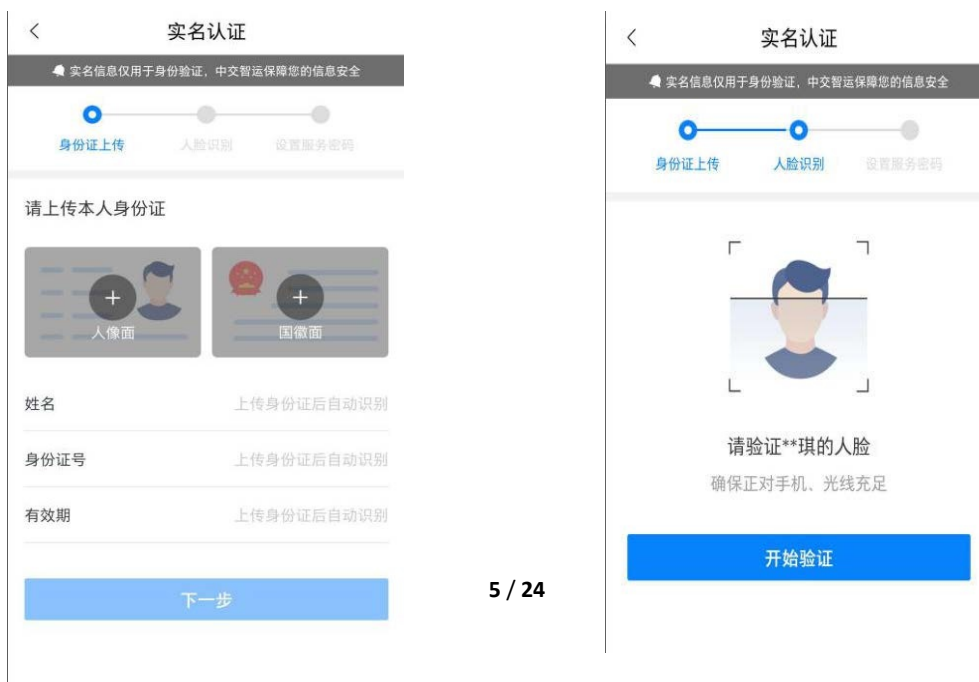 实名认证
实名信息仅用于身份验证，中交智运保障您的信息安全
身份证上传 人脸识别 设置服务密码
请上传本人身份证
人像面 国徽面
姓名 上传身份证后自动识别
身份证号 上传身份证后自动识别
有效期 上传身份证后自动识别
下一步
5 / 24
实名认证
实名信息仅用于身份验证，中交智运保障您的信息安全
身份证上传 人脸识别 设置服务密码
请验证**琪的人脸
确保正对手机、光线充足
开始验证